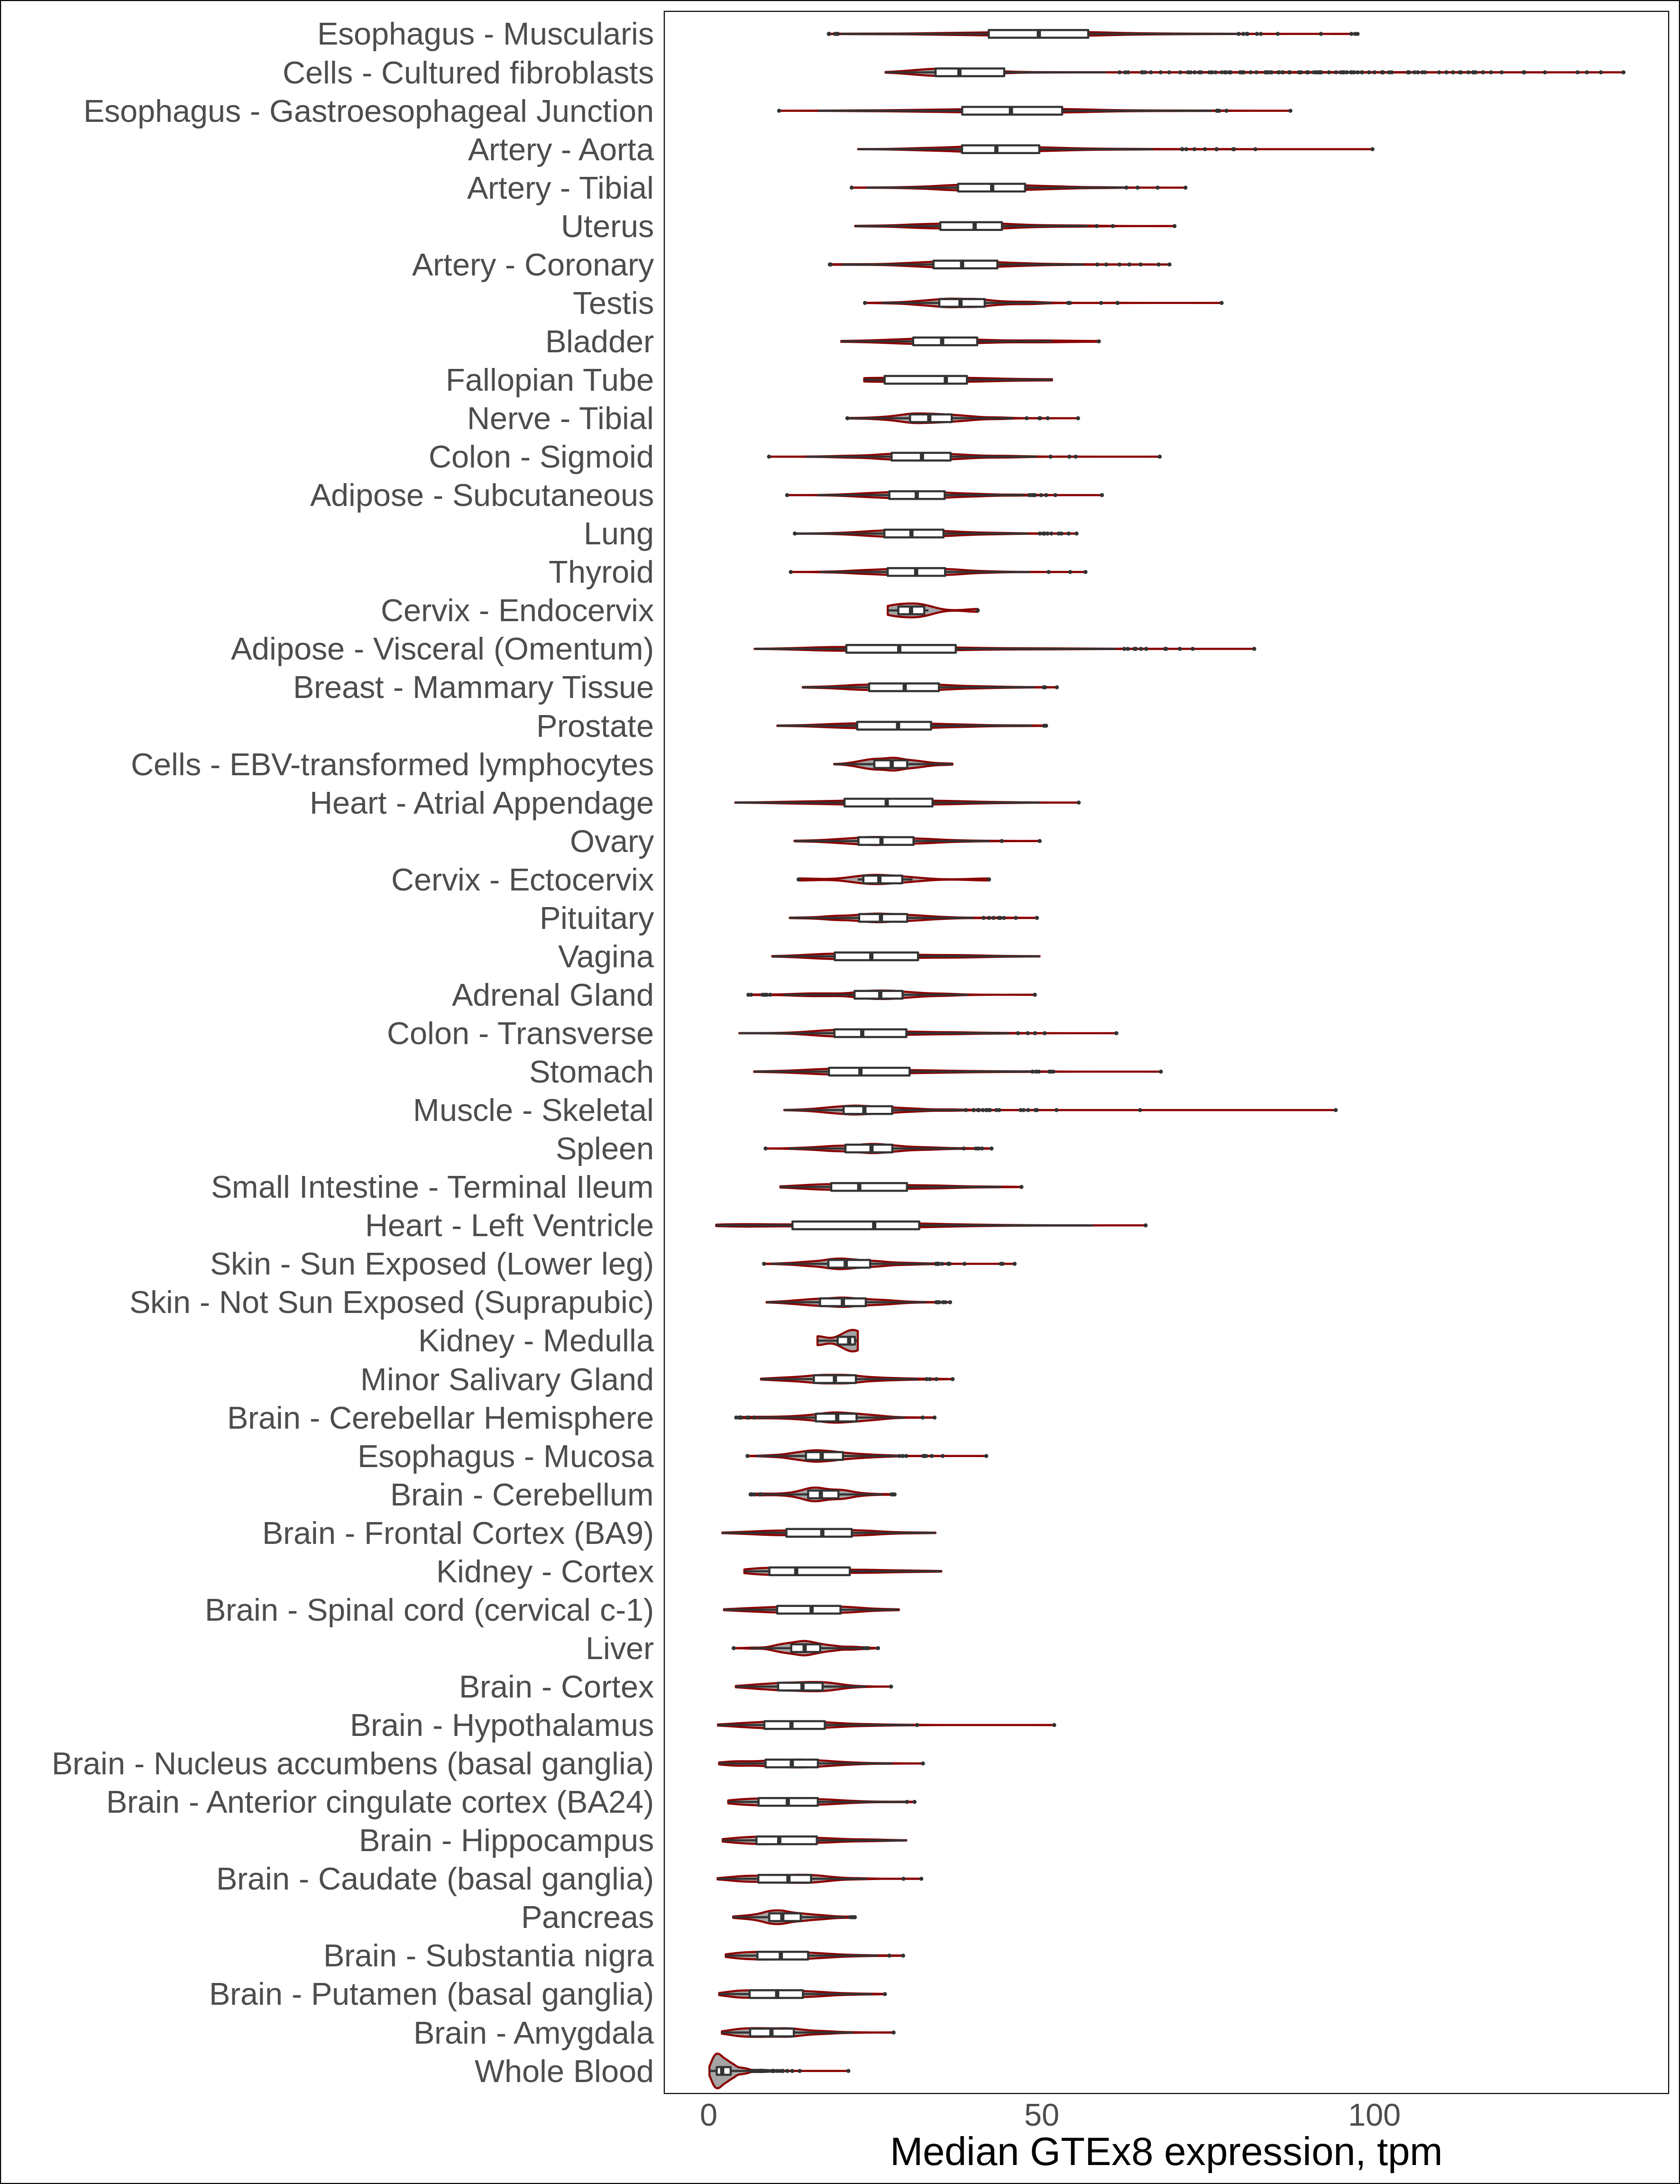 Esophagus - Muscularis
Cells - Cultured fibroblasts
Esophagus - Gastroesophageal Junction
Artery - Aorta
Artery - Tibial
Uterus
Artery - Coronary
Testis
Bladder
Fallopian Tube
Nerve - Tibial
Colon - Sigmoid
Adipose - Subcutaneous
Lung
Thyroid
Cervix - Endocervix
Adipose - Visceral (Omentum)
Breast - Mammary Tissue
Prostate
Cells - EBV-transformed lymphocytes
Heart - Atrial Appendage
Ovary
Cervix - Ectocervix
Pituitary
Vagina
Adrenal Gland
Colon - Transverse
Stomach
Muscle - Skeletal
Spleen
Small Intestine - Terminal Ileum
Heart - Left Ventricle
Skin - Sun Exposed (Lower leg)
Skin - Not Sun Exposed (Suprapubic)
Kidney - Medulla
Minor Salivary Gland
Brain - Cerebellar Hemisphere
Esophagus - Mucosa
Brain - Cerebellum
Brain - Frontal Cortex (BA9)
Kidney - Cortex
Brain - Spinal cord (cervical c-1)
Liver
Brain - Cortex
Brain - Hypothalamus
Brain - Nucleus accumbens (basal ganglia)
Brain - Anterior cingulate cortex (BA24)
Brain - Hippocampus
Brain - Caudate (basal ganglia)
Pancreas
Brain - Substantia nigra
Brain - Putamen (basal ganglia)
Brain - Amygdala
Whole Blood
0 50 100
Median GTEx8 expression, tpm